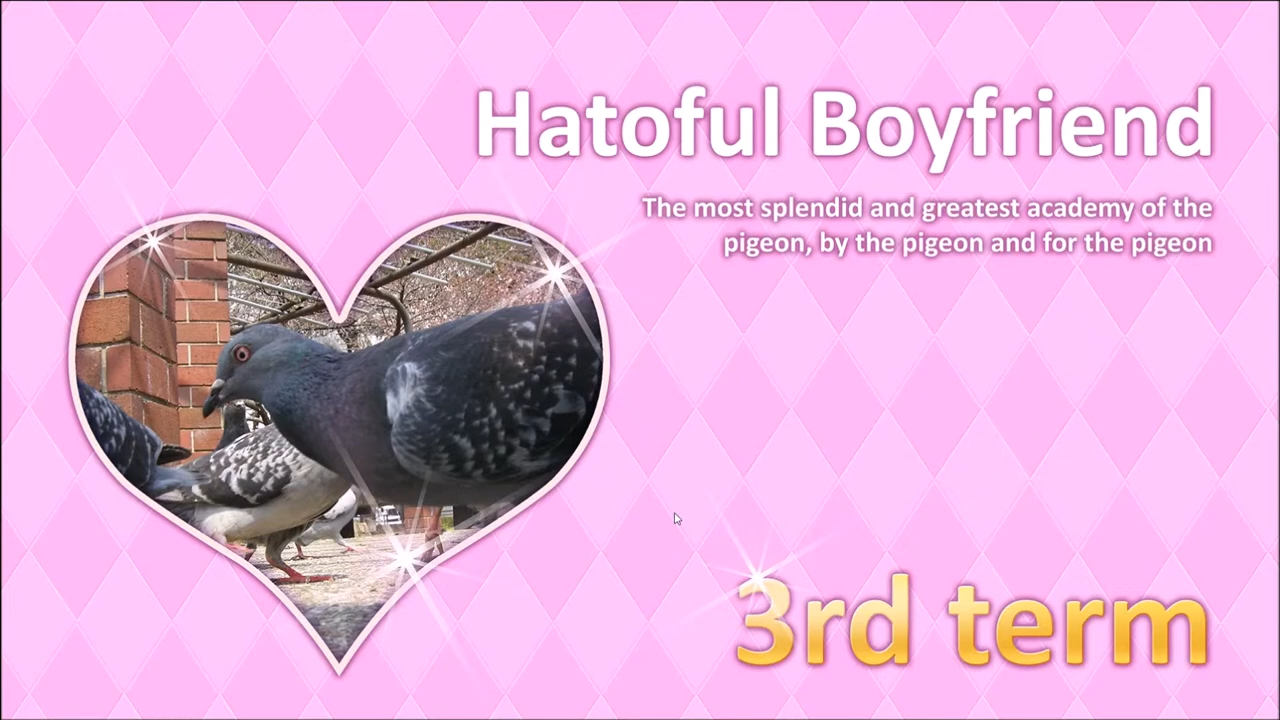 Hatoful Boyfriend
The most splendid and greatest academy of the
pigeon, by the pigeon and for the pigeon
3rd term